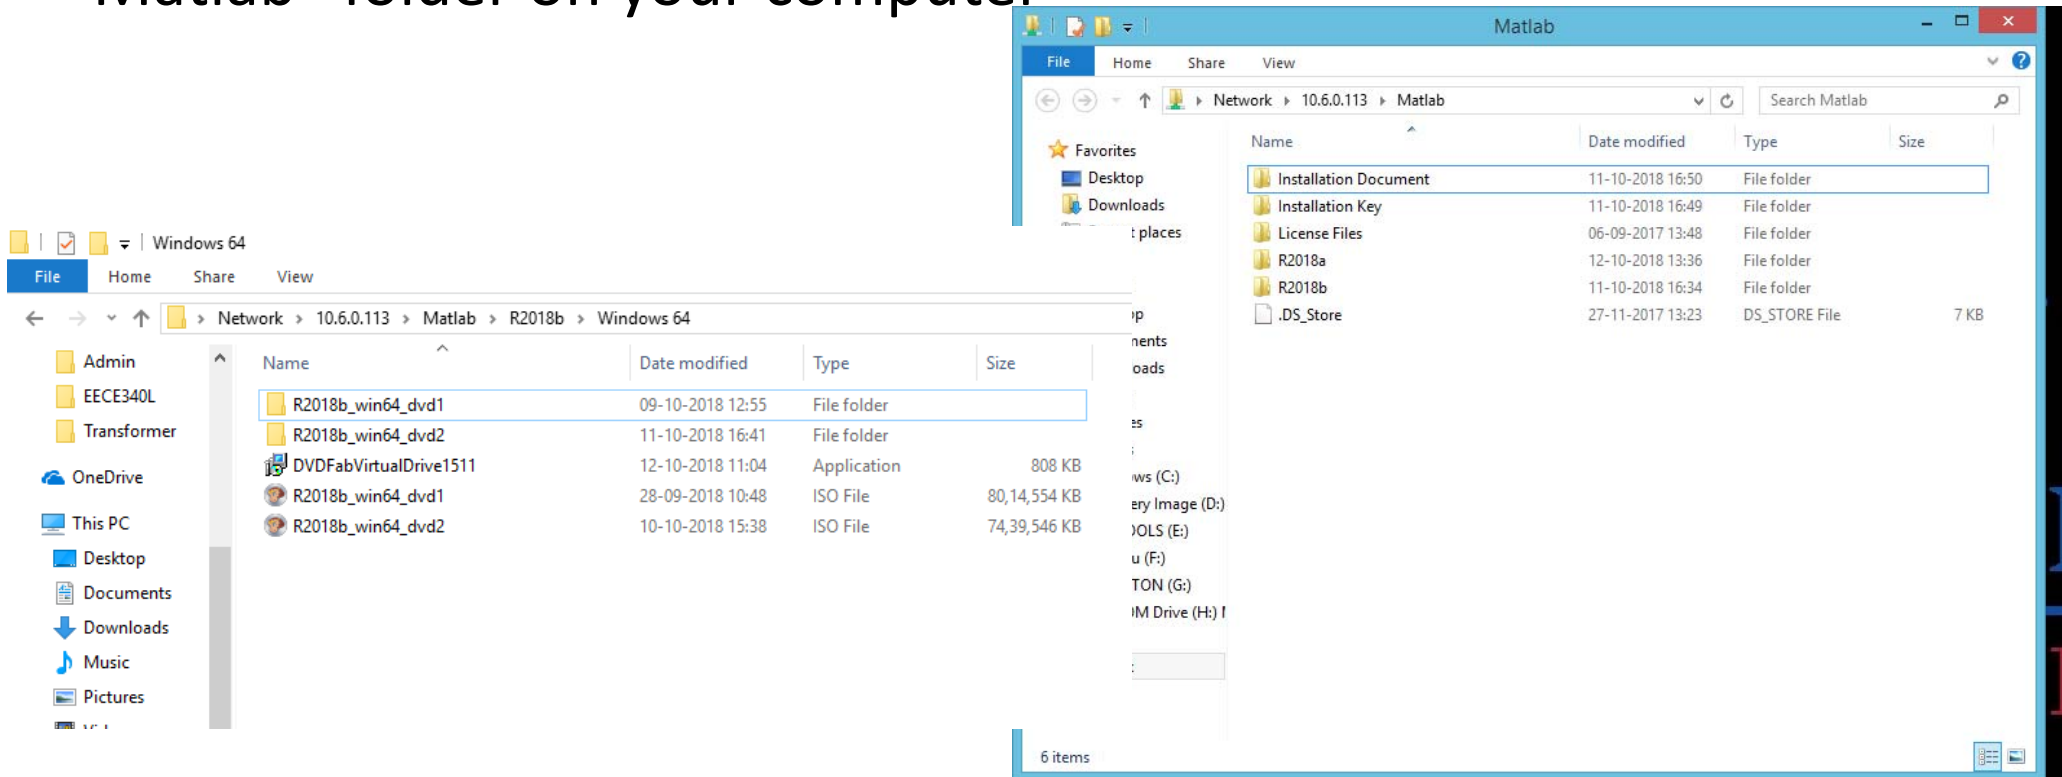 folder on your computer
Matlab
File Home Share View
Network 10.6.0.113 Matlab
Search Matlab
Name Date modified Type Size
Favorites
Desktop
Downloads
places
Installation Document 11-10-2018 16:50 File folder
Installation Key 11-10-2018 16:49 File folder
License Files 06-09-2017 13:48 File folder
R2018a 12-10-2018 13:36 File folder
R2018b 11-10-2018 16:34 File folder
.DS_Store 27-11-2017 13:23 DS_STORE File 7 KB
(C:)
Image (D:)
(E:)
(F:)
(G:)
Drive (H:)
6 items
Windows 64
File Home Share View
Network 10.6.0.113 Matlab R2018b Windows 64
Admin
EECE340L
Transformer
OneDrive
This PC
Desktop
Documents
Downloads
Music
Pictures
Name Date modified Type Size
R2018b_win64_dvd1 09-10-2018 12:55 File folder
R2018b_win64_dvd2 11-10-2018 16:41 File folder
DVDFabVirtualDrive1511 12-10-2018 11:04 Application 808 KB
R2018b_win64_dvd1 28-09-2018 10:48 ISO File 80,14,554 KB
R2018b_win64_dvd2 10-10-2018 15:38 ISO File 74,39,546 KB